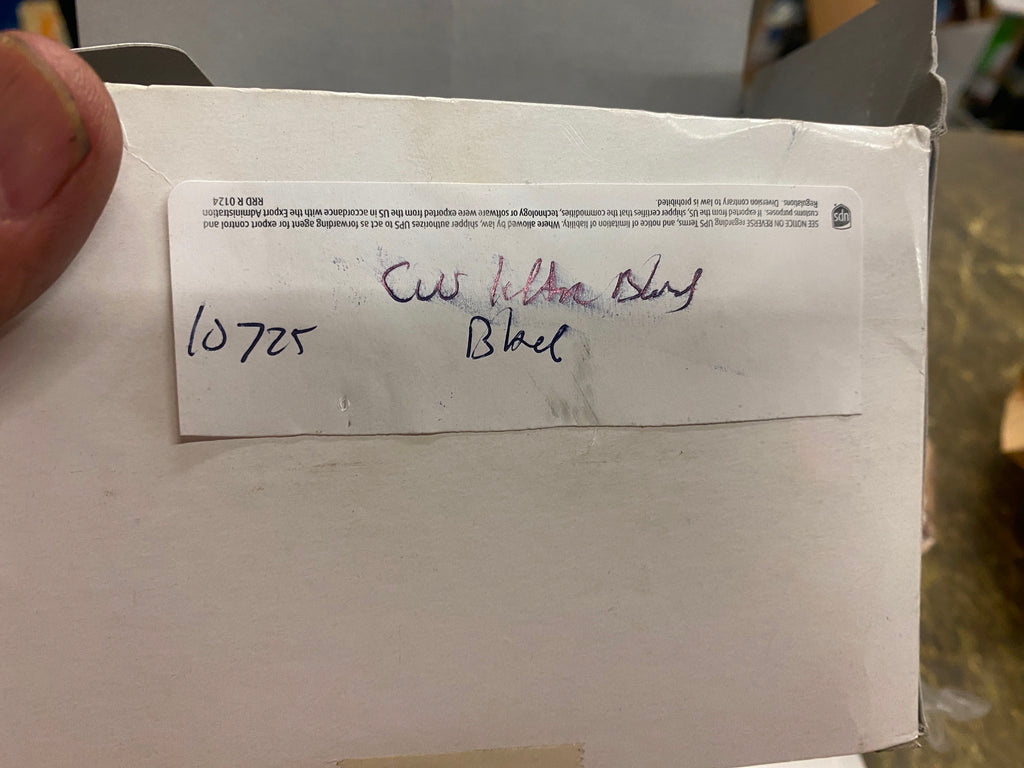 SEE NOTICE ON REVERSE regarding UPS Terms, and notice of limitation of liability. Where allowed by law, shipper authorizes UPS to act as forwarding agent for export control and
customs purposes. If exported from the US, shipper certifies that the commodities, technology or software were exported from the US in accordance with the Export Administration
Regulations. Diversion contrary to law is prohibited.
RRD R 0124
ups
CW
10725